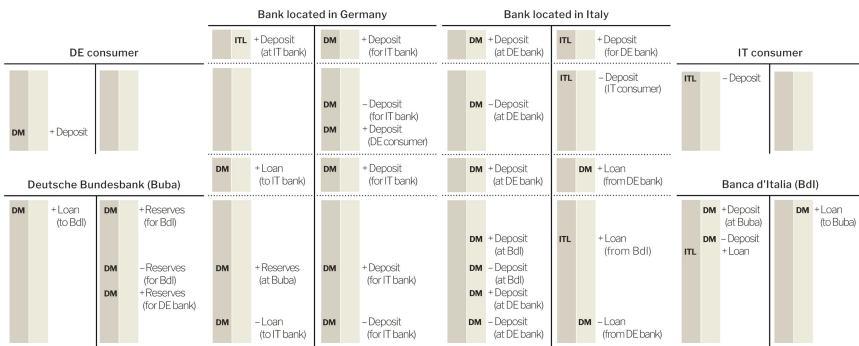 Bank located in Germany
Bank located in Italy
DE consumer
IT consumer
ITL + Deposit
(at IT bank)
DM + Deposit
(for IT bank)
DM + Deposit
(at DE bank)
ITL + Deposit
(for DE bank)
DM + Deposit
DM – Deposit
(for IT bank)
DM + Deposit
(DE consumer)
DM – Deposit
(at DE bank)
ITL – Deposit
(IT consumer)
ITL – Deposit
DM + Loan
(to IT bank)
DM + Deposit
(for IT bank)
DM + Deposit
(at DE bank)
DM + Loan
(from DE bank)
Deutsche Bundesbank (Buba)
Banca d'Italia (BdI)
DM + Loan
(to BdI)
DM + Reserves
(for BdI)
DM – Reserves
(for BdI)
DM + Reserves
(for DE bank)
DM + Reserves
(at Buba)
DM – Loan
(to IT bank)
DM + Deposit
(for IT bank)
DM – Deposit
(for IT bank)
DM + Deposit
(at BdI)
DM – Deposit
(at BdI)
DM + Deposit
(at DE bank)
DM – Deposit
(at DE bank)
ITL + Loan
(from BdI)
DM – Loan
(from DE bank)
DM + Deposit
(at Buba)
DM – Deposit
ITL + Loan
DM + Loan
(to Buba)